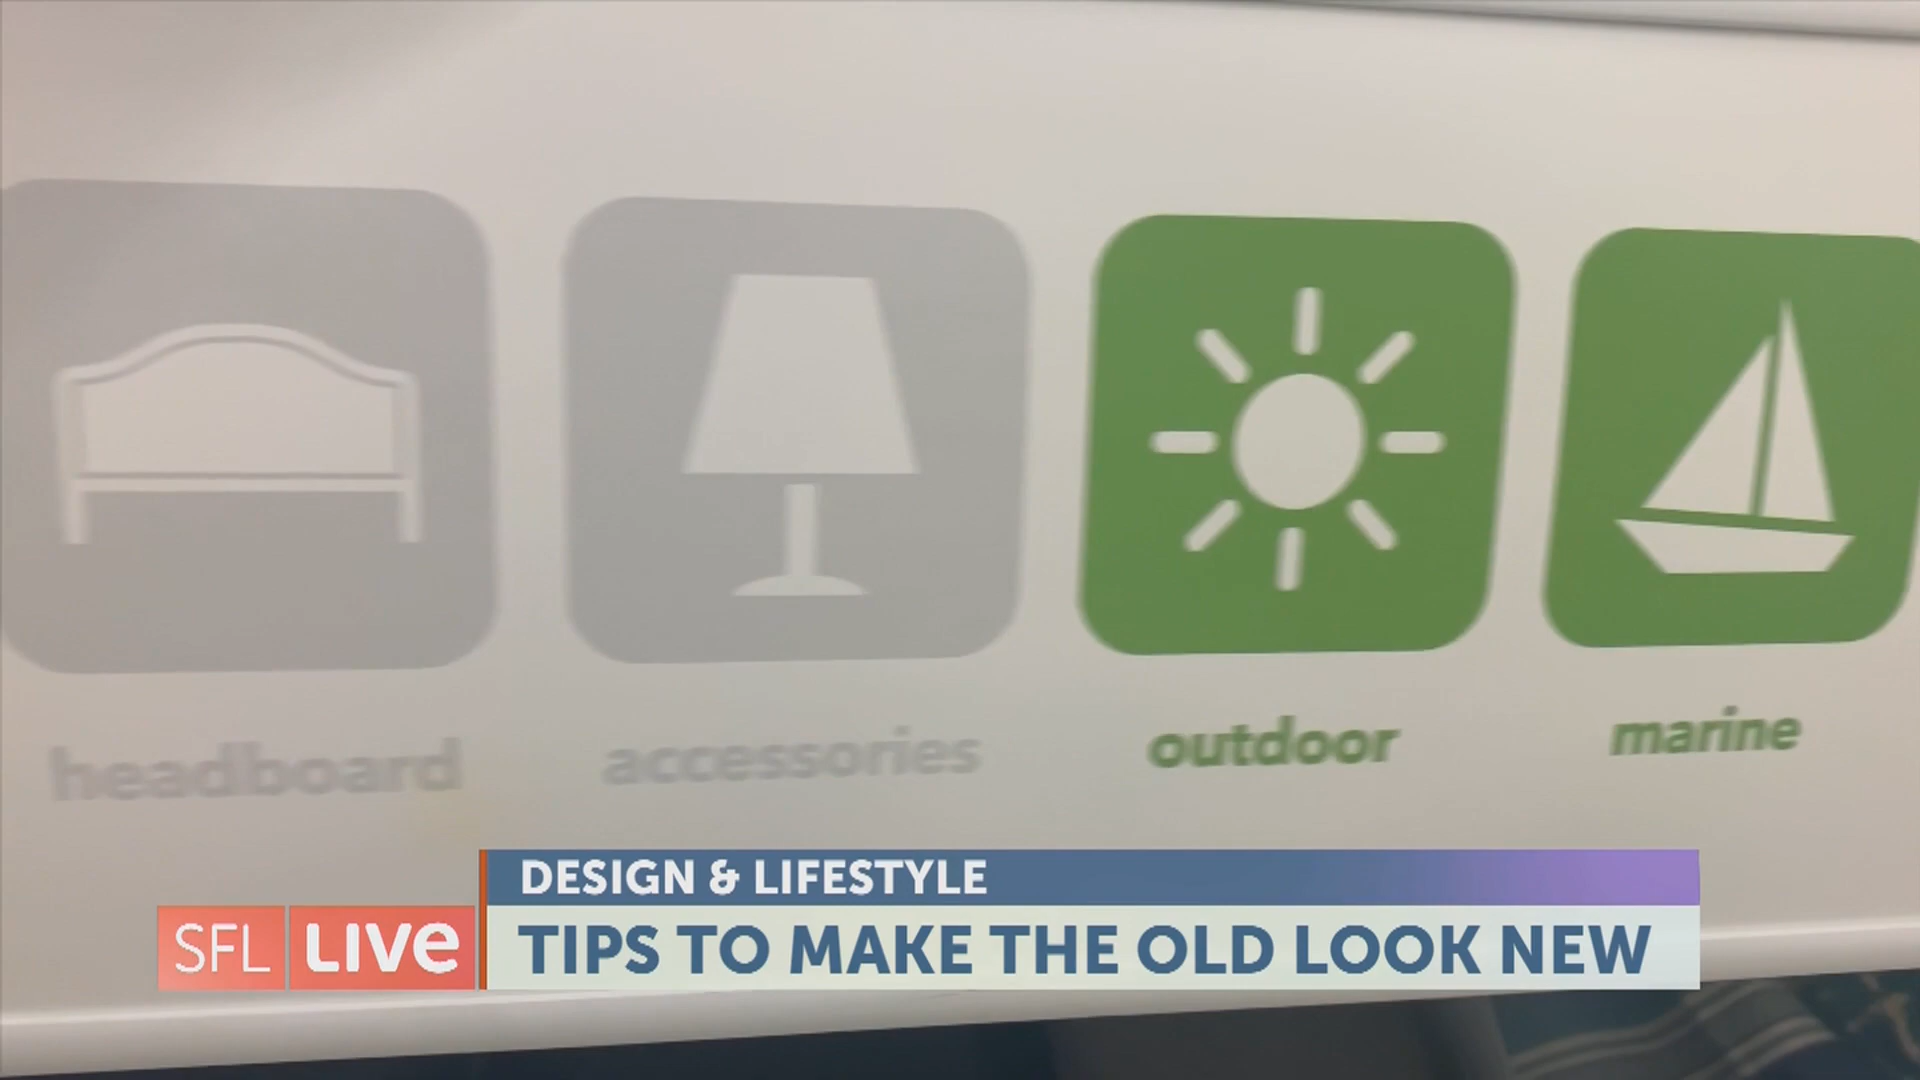 headboard
accessories
outdoor
marine
DESIGN & LIFESTYLE
SFL LIVE
TIPS TO MAKE THE OLD LOOK NEW